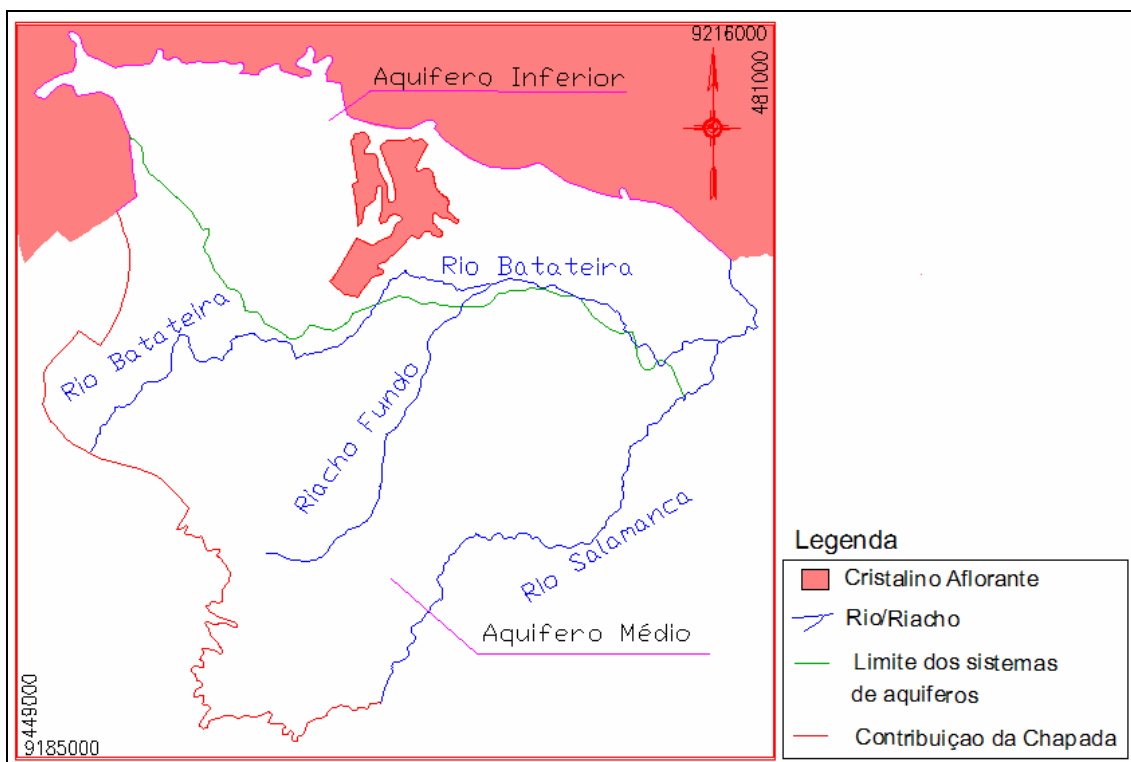 9216000
481000
Aquifero Inferior
Rio Batateira
Rio Batateira
Riacho Fundo
Rio Salamanca
Aquifero Médio
449000
9185000
Legenda
Cristalino Aflorante
Rio/Riacho
Limite dos sistemas
de aquiferos
Contribuiçao da Chapada